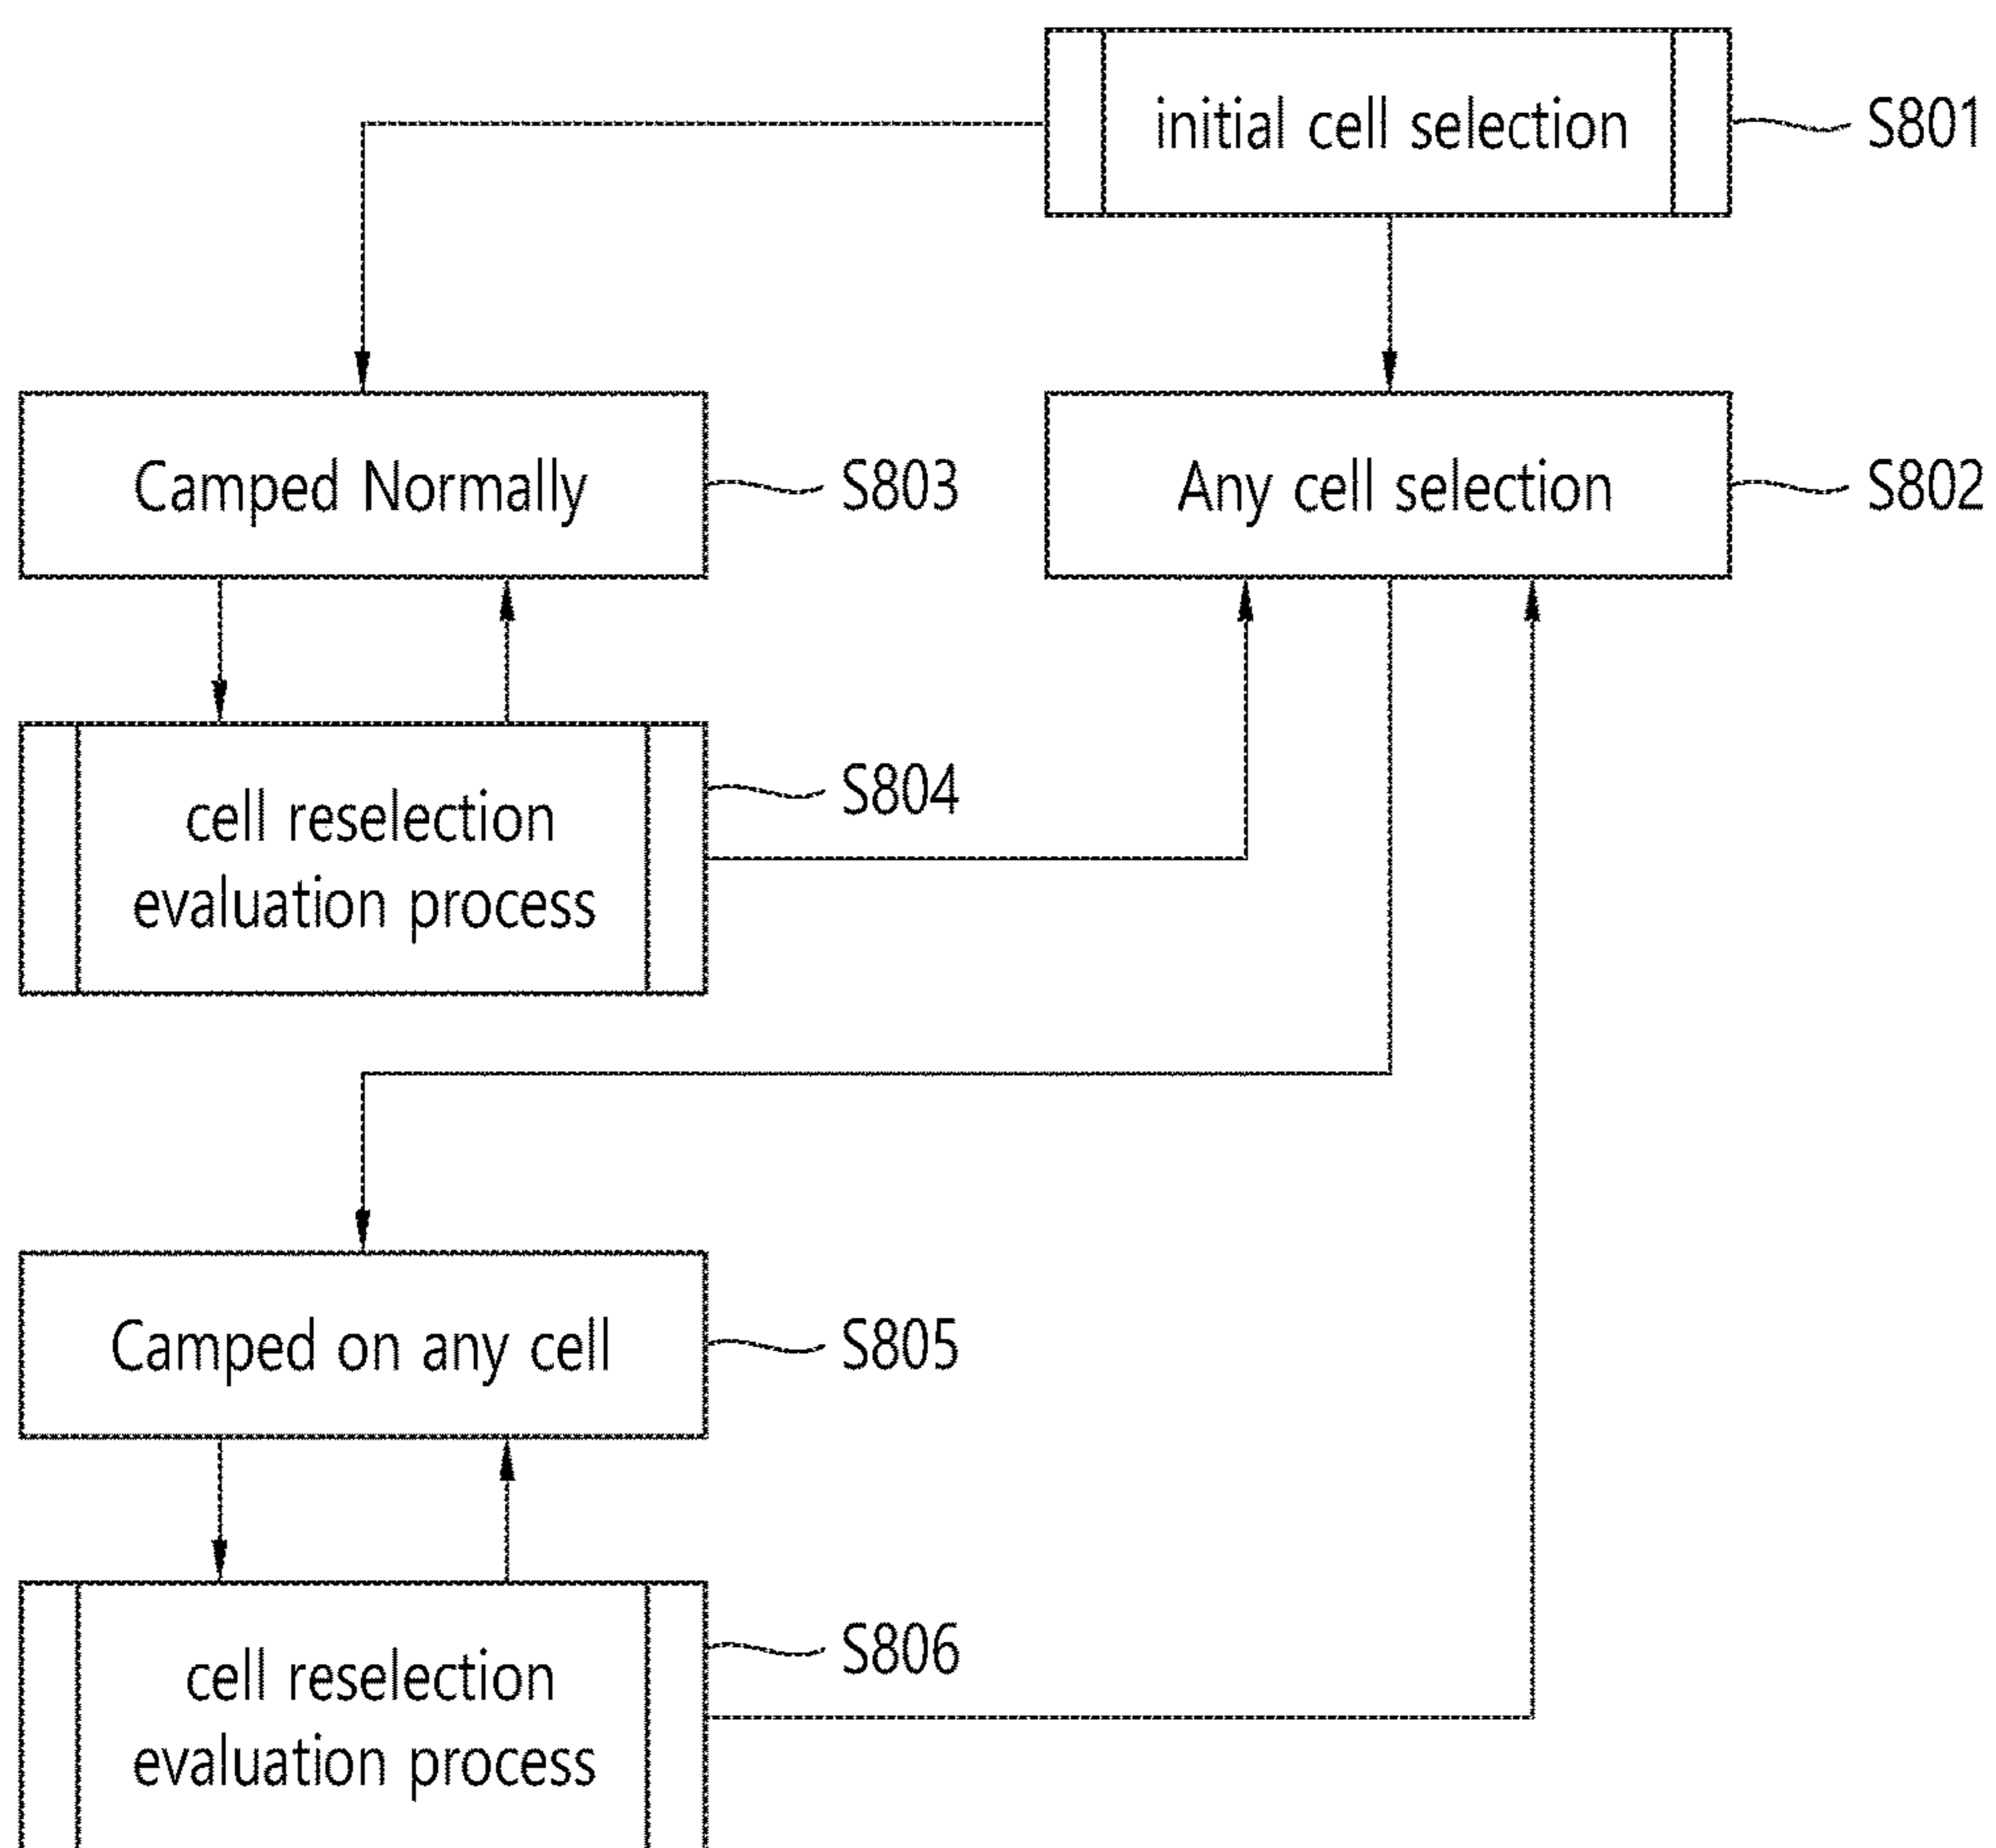 initial cell selection
S801
Camped Normally
S803
Any cell selection
S802
cell reselection
evaluation process
S804
Camped on any cell
S805
cell reselection
evaluation process
S806